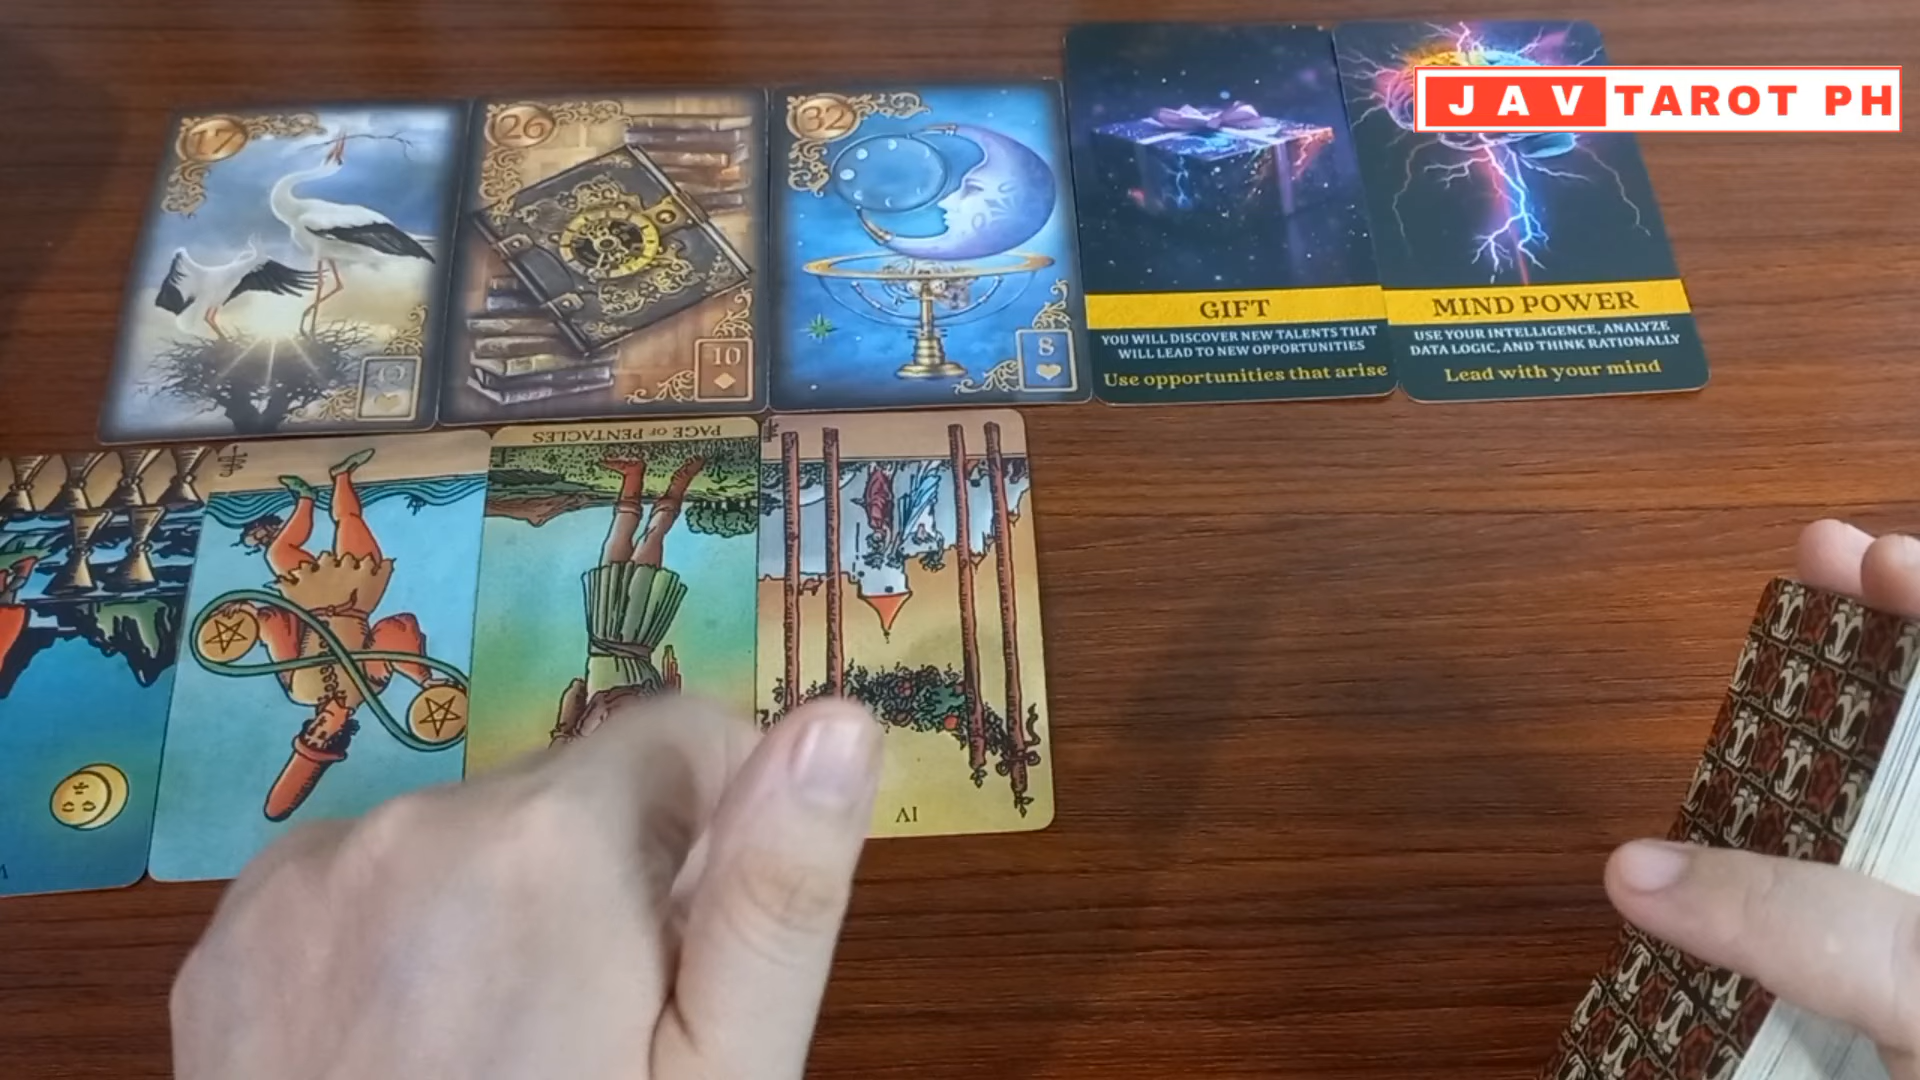 JAV TAROT PH
17
26
32
Q
10
8
GIFT
YOU WILL DISCOVER NEW TALENTS THAT
WILL LEAD TO NEW OPPORTUNITIES
Use opportunities that arise
MIND POWER
USE YOUR INTELLIGENCE, ANALYZE
DATA LOGIC, AND THINK RATIONALLY
Lead with your mind
PAGE OF PENTACLES
IV